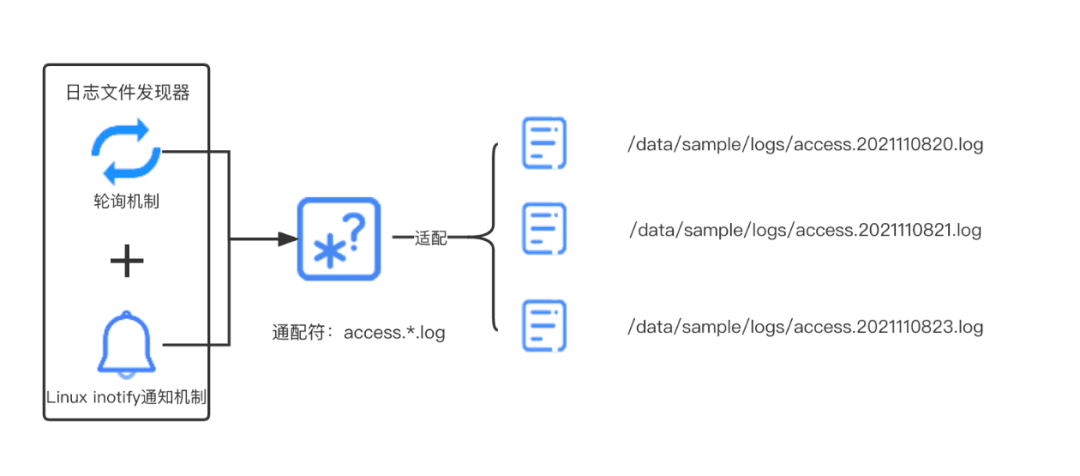 日志文件发现器
轮询机制
Linux inotify通知机制
通配符：access.*.log
适配
/data/sample/logs/access.2021110820.log
/data/sample/logs/access.2021110821.log
/data/sample/logs/access.2021110823.log